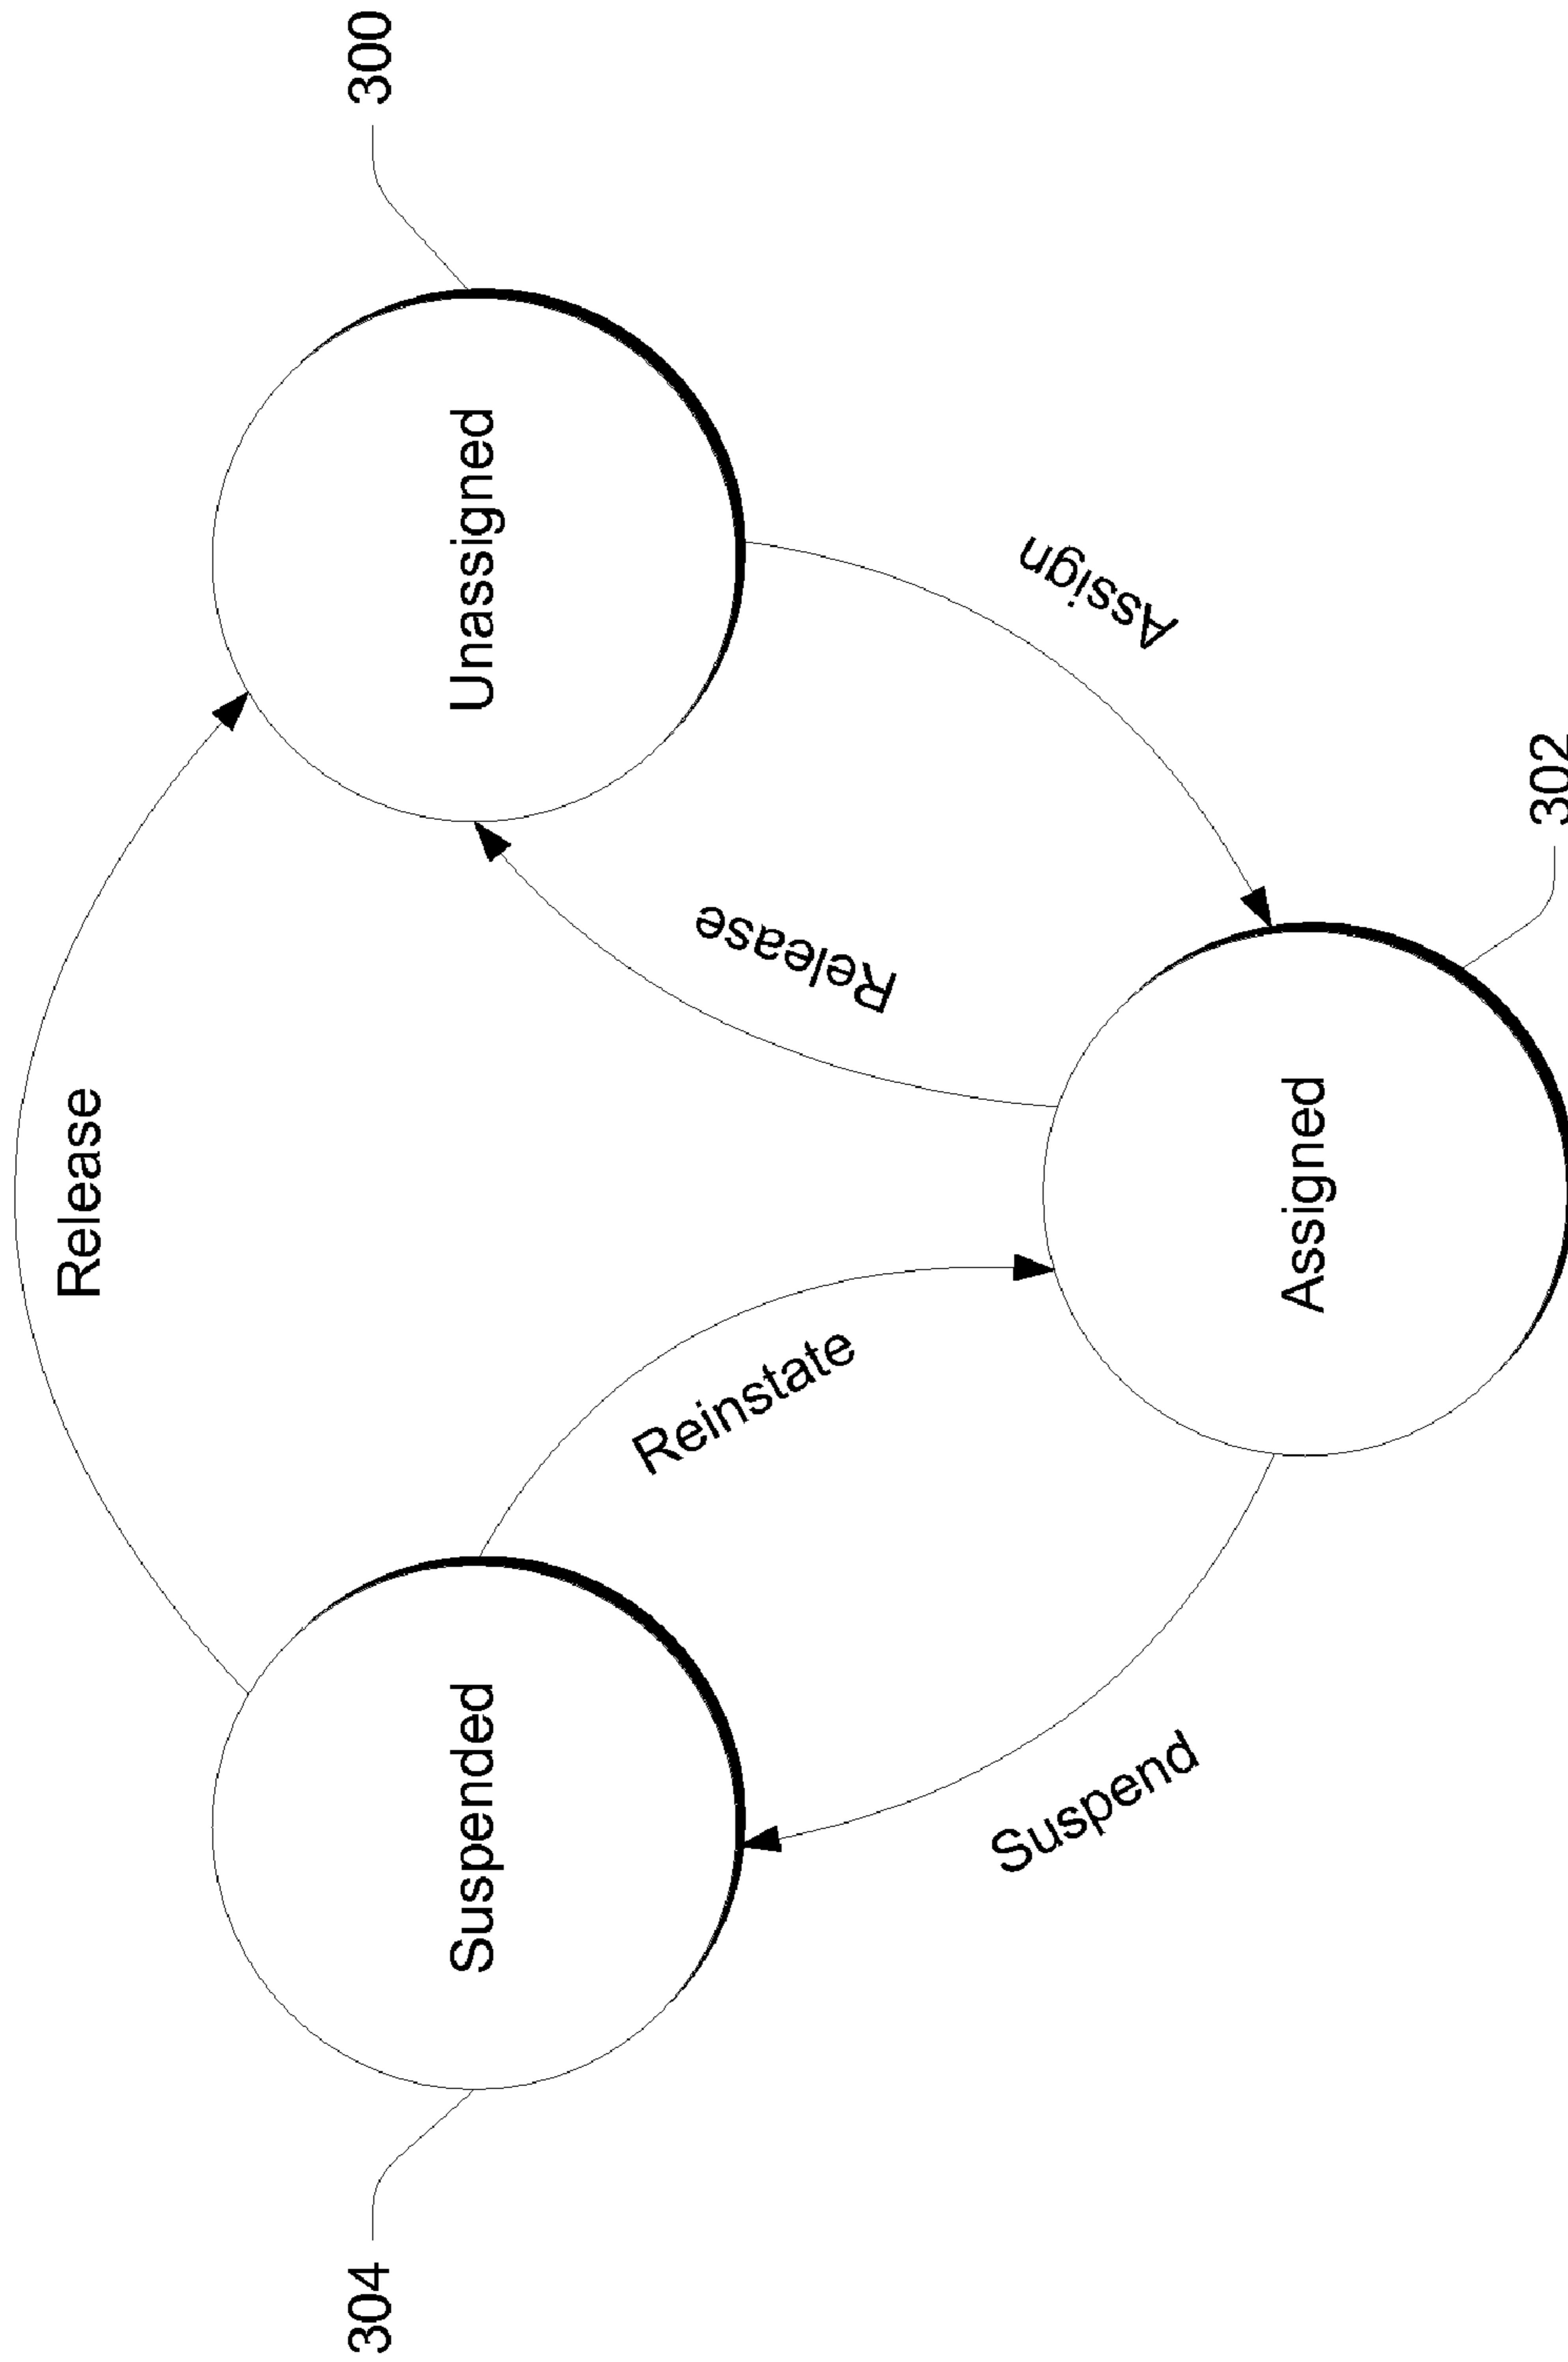 Release
304
Suspended
Unassigned
300
Reinstate
Release
Suspend
Assign
Assigned
302